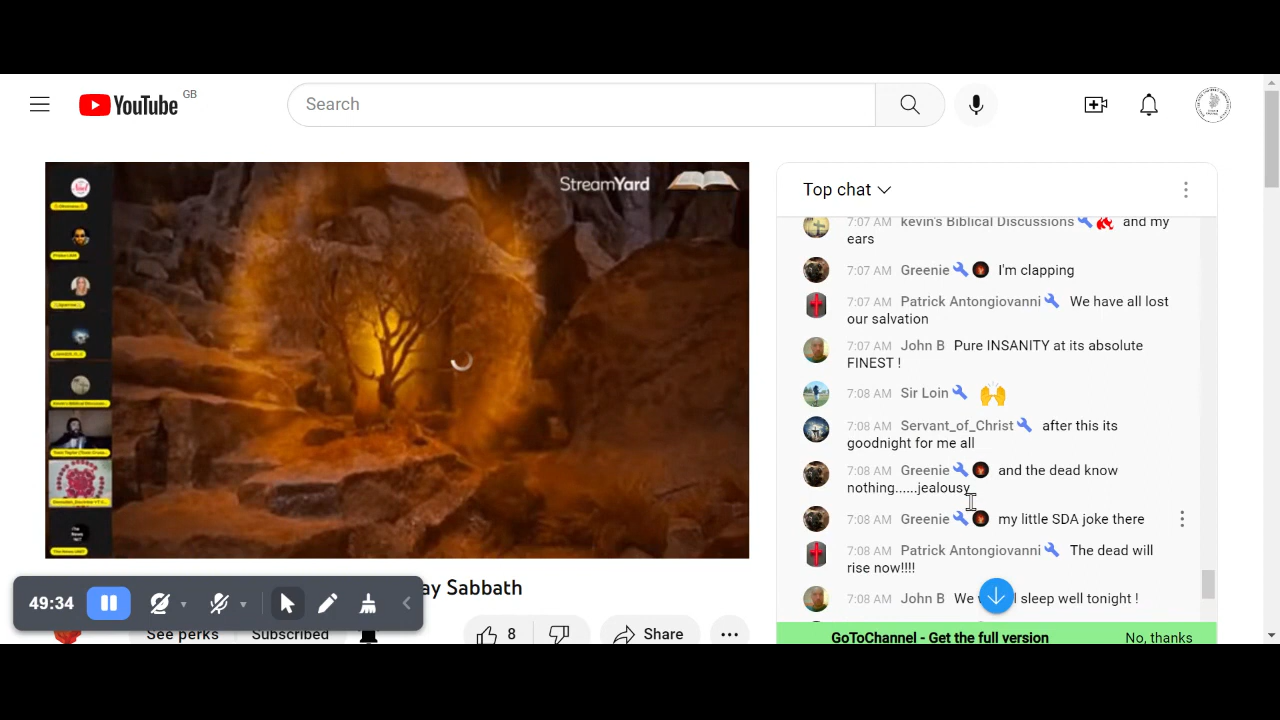 YouTube GB
Search
StreamYard
Top chat
7:07 AM kevin's Biblical Discussions and my
ears
7:07 AM Greenie I'm clapping
7:07 AM Patrick Antongiovanni We have all lost
our salvation
7:07 AM John B Pure INSANITY at its absolute
FINEST !
7:08 AM Sir Loin
7:08 AM Servant_of_Christ after this its
goodnight for me all
7:08 AM Greenie and the dead know
nothing......jealousy
7:08 AM Greenie my little SDA joke there
7:08 AM Patrick Antongiovanni The dead will
rise now!!!!
7:08 AM John B We sleep well tonight !
GoToChannel - Get the full version No, thanks
ay Sabbath
49:34
See perks Subscribed 8 Share